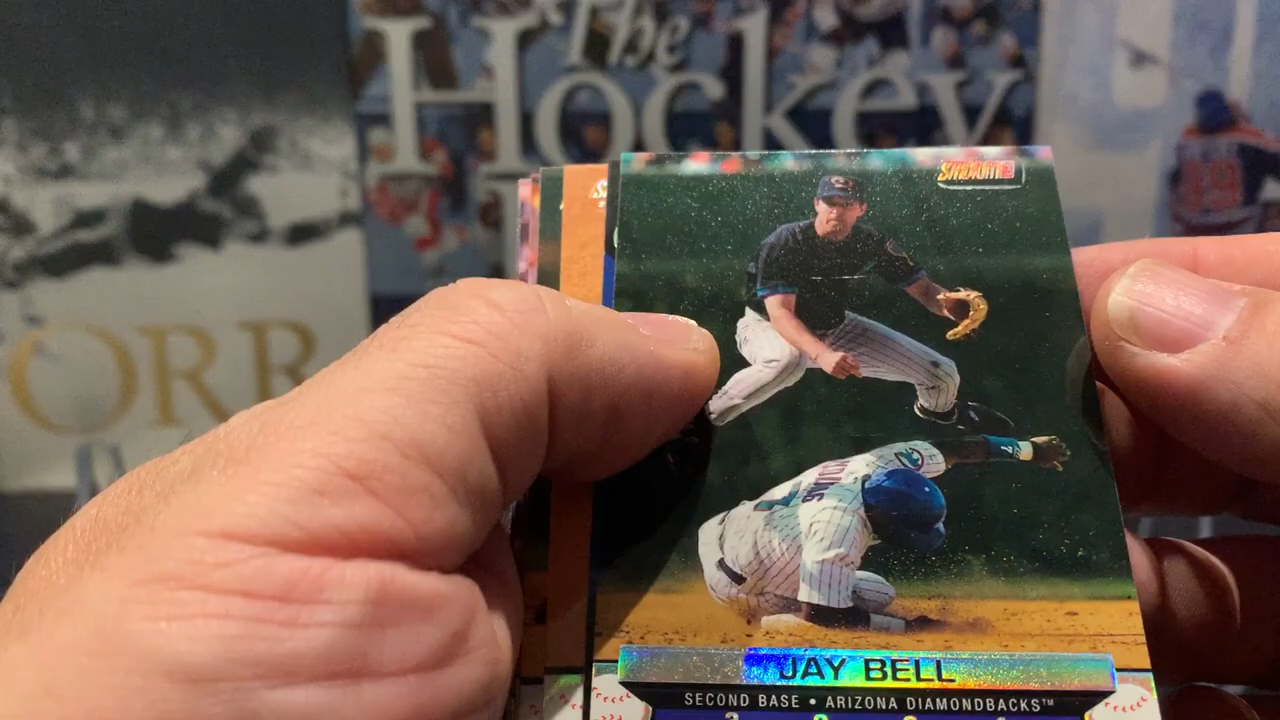 The
Hockey
ORR
STADIUM
JAY BELL
SECOND BASE • ARIZONA DIAMONDBACKS™